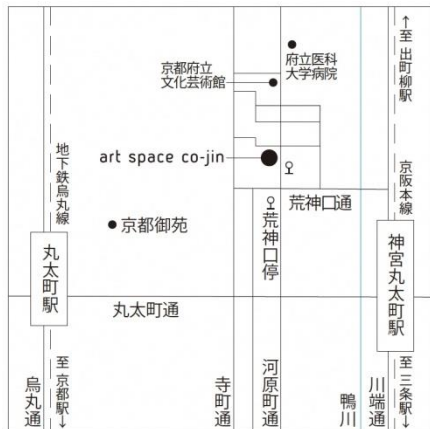 ←至 出町柳駅
府立医科
大学病院
京都府立
文化芸術館
art space co-jin
地下鉄烏丸線
京阪本線
荒神口通
荒神口停
京都御苑
丸太町駅
神宮丸太町駅
丸太町通
至 京都駅→
至 三条駅→
烏丸通
寺町通
河原町通
鴨川
川端通